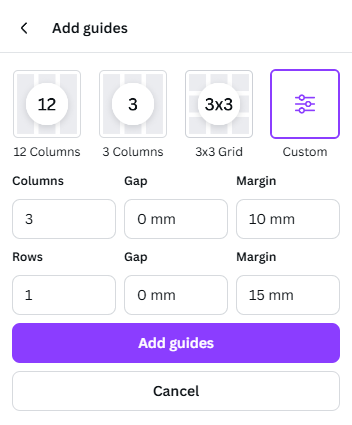 Add guides
12 3 3x3
12 Columns 3 Columns 3x3 Grid Custom
Columns Gap Margin
3 0 mm 10 mm
Rows Gap Margin
1 0 mm 15 mm
Add guides
Cancel